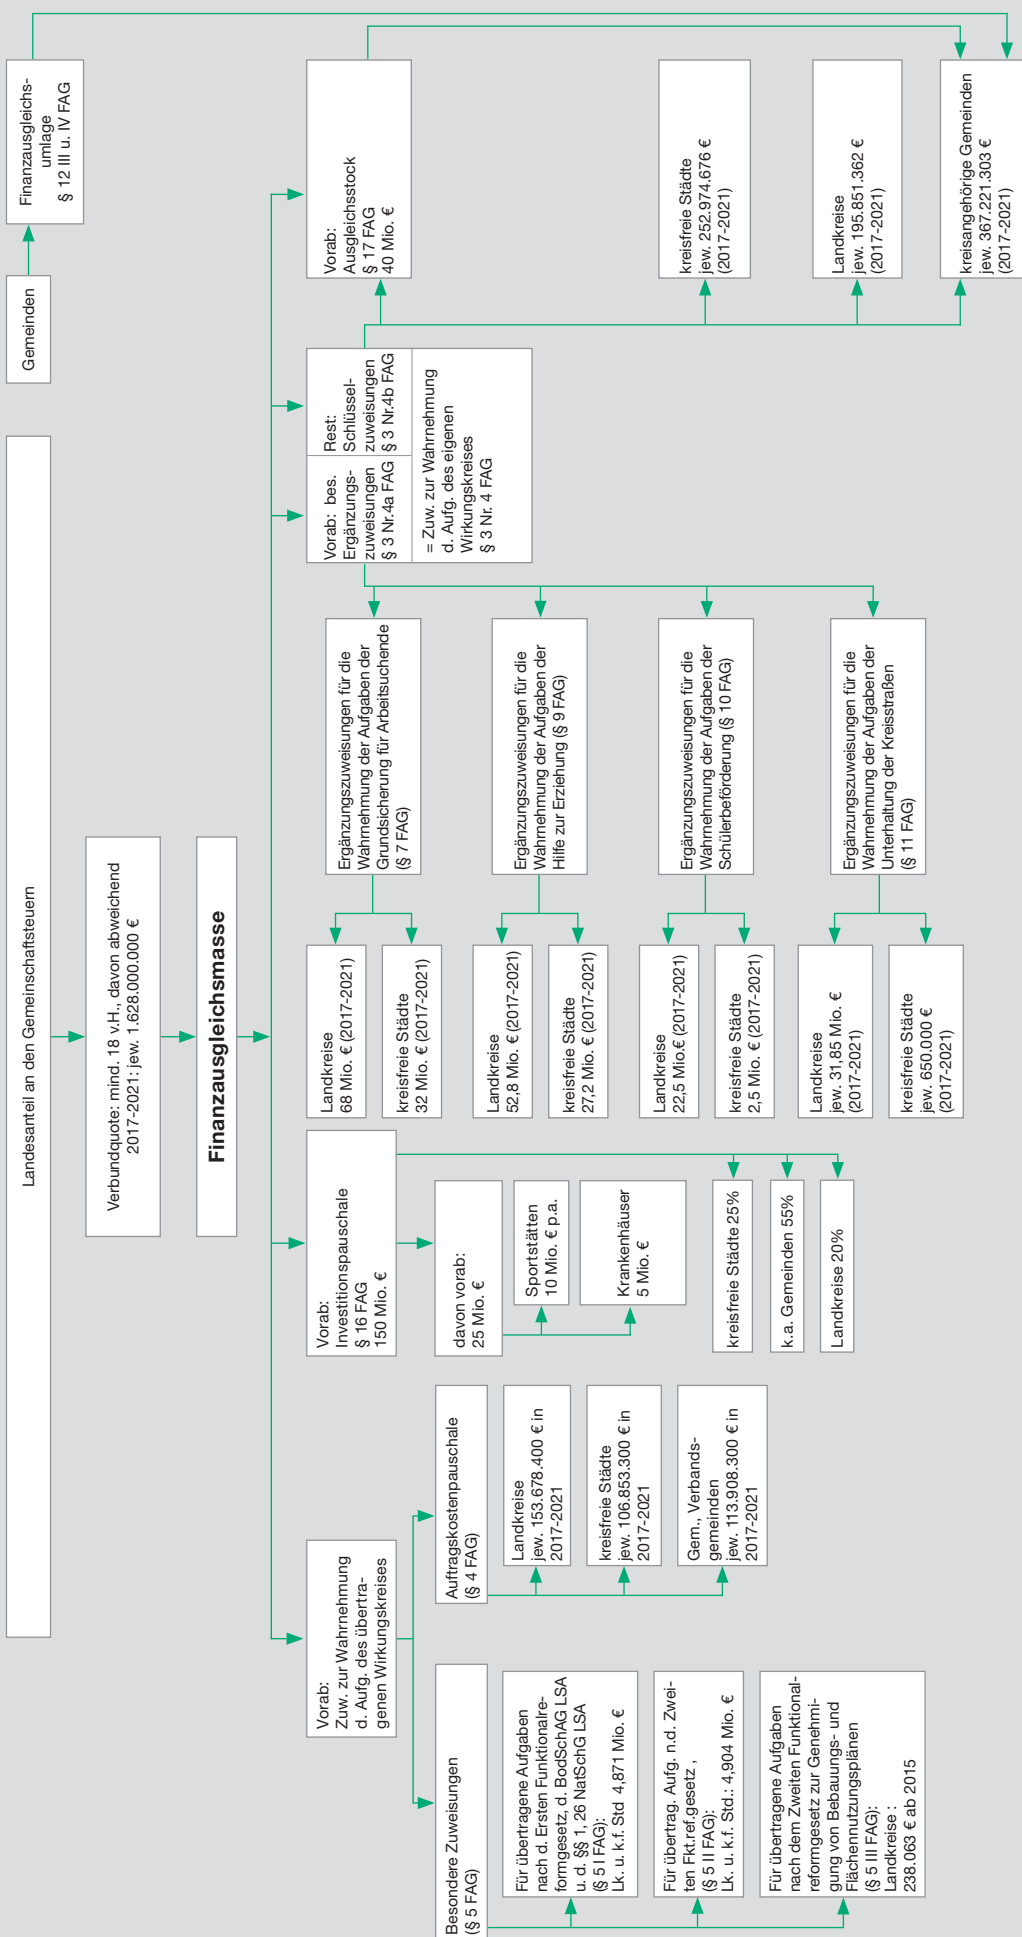 Landesanteil an den Gemeinschaftsteuern
Gemeinden
Finanzausgleichs-
umlage
§ 12 III u. IV FAG
Verbundquote: mind. 18 v.H., davon abweichend
2017-2021: jew. 1.628.000.000 €
Finanzausgleichsmasse
Vorab:
Zuw. zur Wahrnehmung
d. Aufg. des übertra-
genen Wirkungskreises
Besondere Zuweisungen
(§ 5 FAG)
Für übertragene Aufgaben
nach d. Ersten Funktionalre-
formgesetz, d. BodSchAG LSA
u. d. §§ 1, 26 NatSchG LSA
(§ 5 I FAG):
Lk. u. k.f. Std 4,871 Mio. €
Für übertrag. Aufg. n.d. Zwei-
ten Fkt.ref.gesetz ,
(§ 5 II FAG):
Lk. u. k.f. Std.: 4,904 Mio. €
Für übertragene Aufgaben
nach dem Zweiten Funktional-
reformgesetz zur Genehmi-
gung von Bebauungs- und
Flächennutzungsplänen
(§ 5 III FAG):
Landkreise :
238.063 € ab 2015
Auftragskostenpauschale
(§ 4 FAG)
Landkreise
jew. 153.678.400 € in
2017-2021
kreisfreie Städte
jew. 106.853.300 € in
2017-2021
Gem., Verbands-
gemeinden
jew. 113.908.300 € in
2017-2021
Vorab:
Investitionspauschale
§ 16 FAG
150 Mio. €
davon vorab:
25 Mio. €
Sportstätten
10 Mio. € p.a.
Krankenhäuser
5 Mio. €
kreisfreie Städte 25%
k.a. Gemeinden 55%
Landkreise 20%
Vorab: bes.
Ergänzungs-
zuweisungen
§ 3 Nr.4a FAG
Rest:
Schlüssel-
zuweisungen
§ 3 Nr.4b FAG
= Zuw. zur Wahrnehmung
d. Aufg. des eigenen
Wirkungskreises
§ 3 Nr. 4 FAG
Ergänzungszuweisungen für die
Wahrnehmung der Aufgaben der
Grundsicherung für Arbeitsuchende
(§ 7 FAG)
Landkreise
68 Mio. € (2017-2021)
kreisfreie Städte
32 Mio. € (2017-2021)
Ergänzungszuweisungen für die
Wahrnehmung der Aufgaben der
Hilfe zur Erziehung (§ 9 FAG)
Landkreise
52,8 Mio. € (2017-2021)
kreisfreie Städte
27,2 Mio. € (2017-2021)
Ergänzungszuweisungen für die
Wahrnehmung der Aufgaben der
Schülerbeförderung (§ 10 FAG)
Landkreise
22,5 Mio.€ (2017-2021)
kreisfreie Städte
2,5 Mio. € (2017-2021)
Ergänzungszuweisungen für die
Wahrnehmung der Aufgaben der
Unterhaltung der Kreisstraßen
(§ 11 FAG)
Landkreise
jew. 31,85 Mio. €
(2017-2021)
kreisfreie Städte
jew. 650.000 €
(2017-2021)
Vorab:
Ausgleichsstock
§ 17 FAG
40 Mio. €
kreisfreie Städte
jew. 252.974.676 €
(2017-2021)
Landkreise
jew. 195.851.362 €
(2017-2021)
kreisangehörige Gemeinden
jew. 367.221.303 €
(2017-2021)